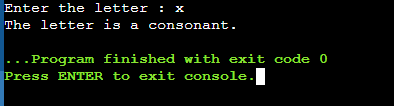 Enter the letter : x
The letter is a consonant.
...Program finished with exit code 0
Press ENTER to exit console.